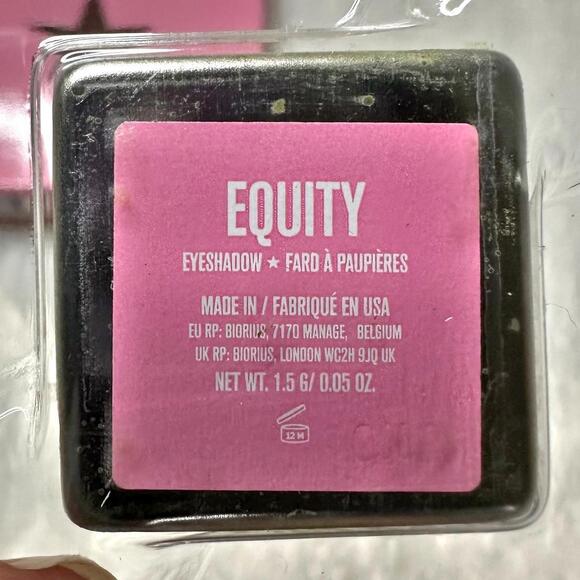 EQUITY
EYESHADOW ★ FARD À PAUPIÈRES
MADE IN / FABRIQUÉ EN USA
EU RP: BIORIUS, 7170 MANAGE, BELGIUM
UK RP: BIORIUS, LONDON WC2H 9JQ UK
NET WT. 1.5 G/ 0.05 OZ.
12 M